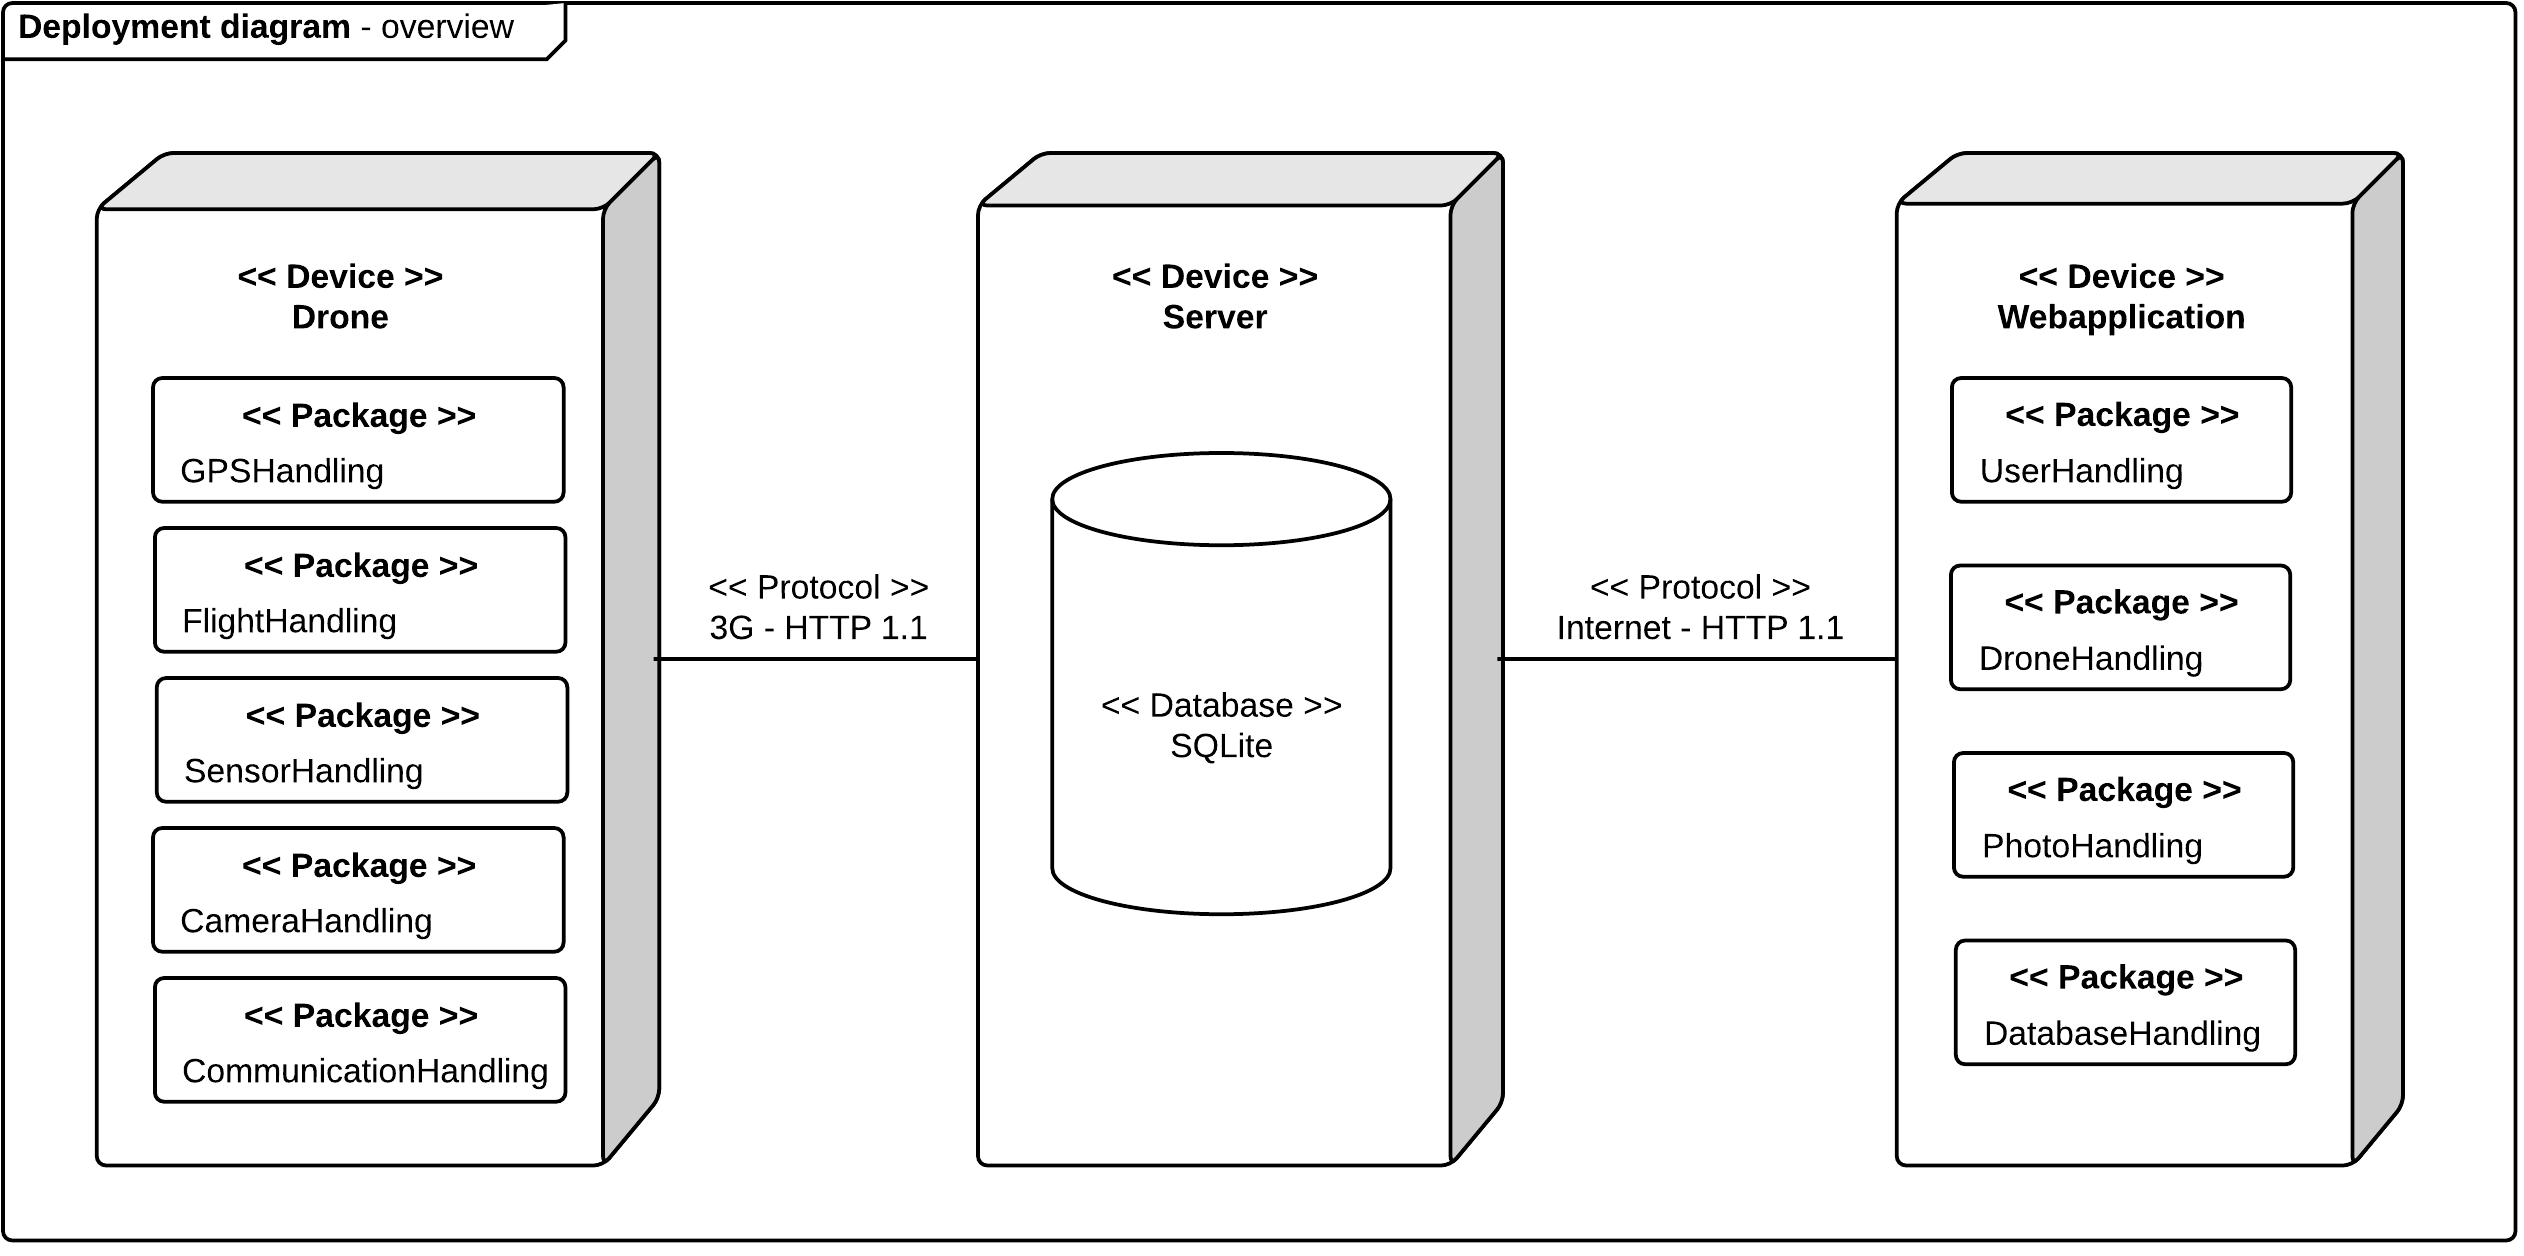 Deployment diagram - overview
<< Device >>
Drone
<< Package >>
GPSHandling
<< Package >>
FlightHandling
<< Package >>
SensorHandling
<< Package >>
CameraHandling
<< Package >>
CommunicationHandling
<< Protocol >>
3G - HTTP 1.1
<< Device >>
Server
<< Database >>
SQLite
<< Protocol >>
Internet - HTTP 1.1
<< Device >>
Webapplication
<< Package >>
UserHandling
<< Package >>
DroneHandling
<< Package >>
PhotoHandling
<< Package >>
DatabaseHandling